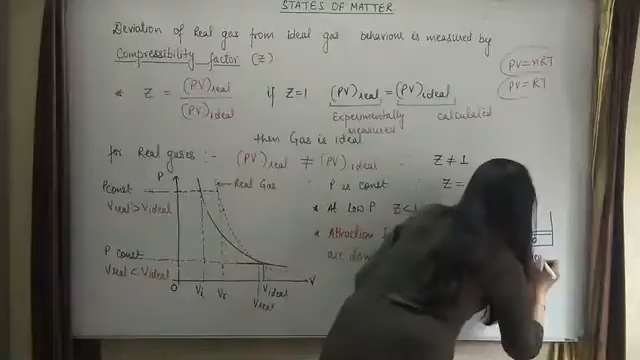 STATES OF MATTER
Deviation of Real gas from ideal gas behaviour is measured by
Compressibility factor (Z)
PV=nRT
PV=RT
* Z = (PV)real / (PV)ideal if Z=1 (PV)real = (PV)ideal
Experimentally measured calculated
then Gas is ideal
for Real gases :- (PV)real ≠ (PV)ideal ∴ Z ≠ 1
P
Real Gas
P const
Vreal > Videal
P const
Vreal < Videal
O Vi Vr Videal V
Vreal
P is const ∴ Z =
* At low P Z < 1
* Attraction
are dom